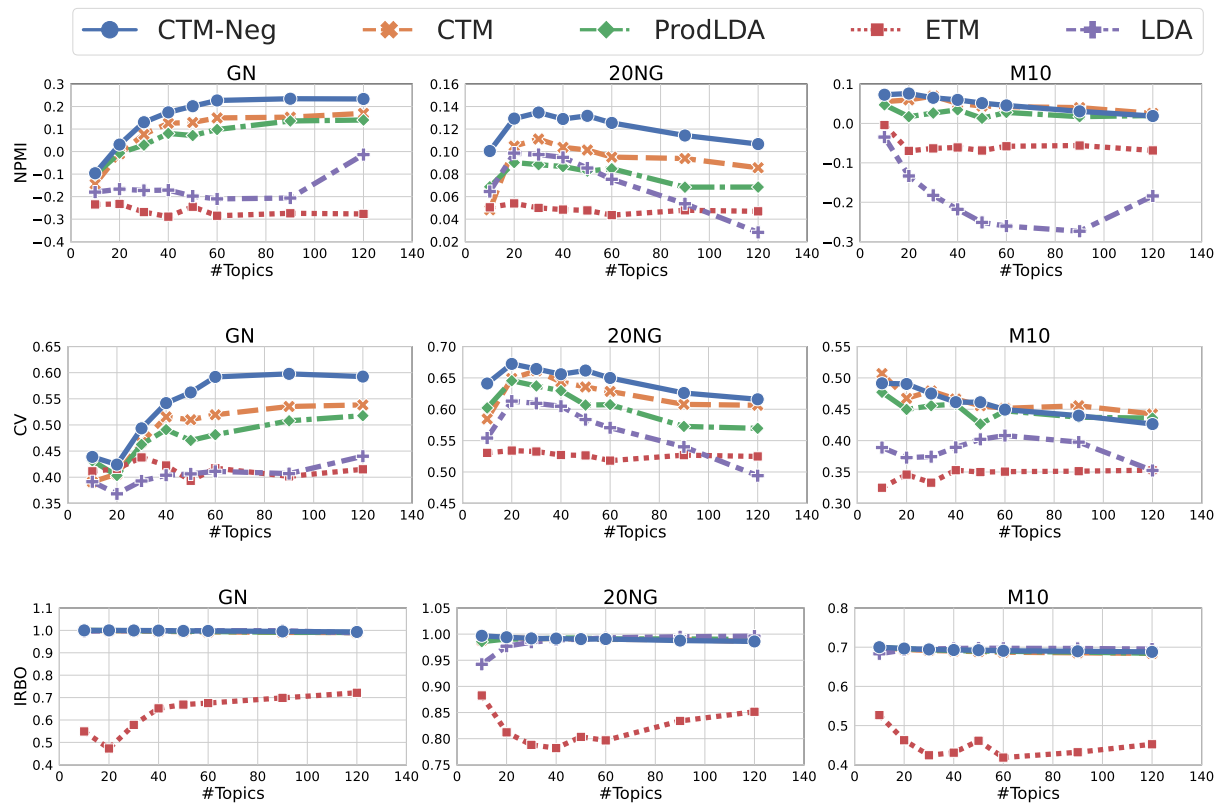 CTM-Neg CTM ProdLDA ETM LDA
GN 20NG M10
NPMI
0.3 0.2 0.1 0.0 −0.1 −0.2 −0.3 −0.4
0 20 40 60 80 100 120 140
#Topics
0.16 0.14 0.12 0.10 0.08 0.06 0.04 0.02
0 20 40 60 80 100 120 140
#Topics
0.1 0.0 −0.1 −0.2 −0.3
0 20 40 60 80 100 120 140
#Topics
GN 20NG M10
CV
0.65 0.60 0.55 0.50 0.45 0.40 0.35
0 20 40 60 80 100 120 140
#Topics
0.70 0.65 0.60 0.55 0.50 0.45
0 20 40 60 80 100 120 140
#Topics
0.55 0.50 0.45 0.40 0.35 0.30
0 20 40 60 80 100 120 140
#Topics
GN 20NG M10
IRBO
1.1 1.0 0.9 0.8 0.7 0.6 0.5 0.4
0 20 40 60 80 100 120 140
#Topics
1.05 1.00 0.95 0.90 0.85 0.80 0.75
0 20 40 60 80 100 120 140
#Topics
0.8 0.7 0.6 0.5 0.4
0 20 40 60 80 100 120 140
#Topics